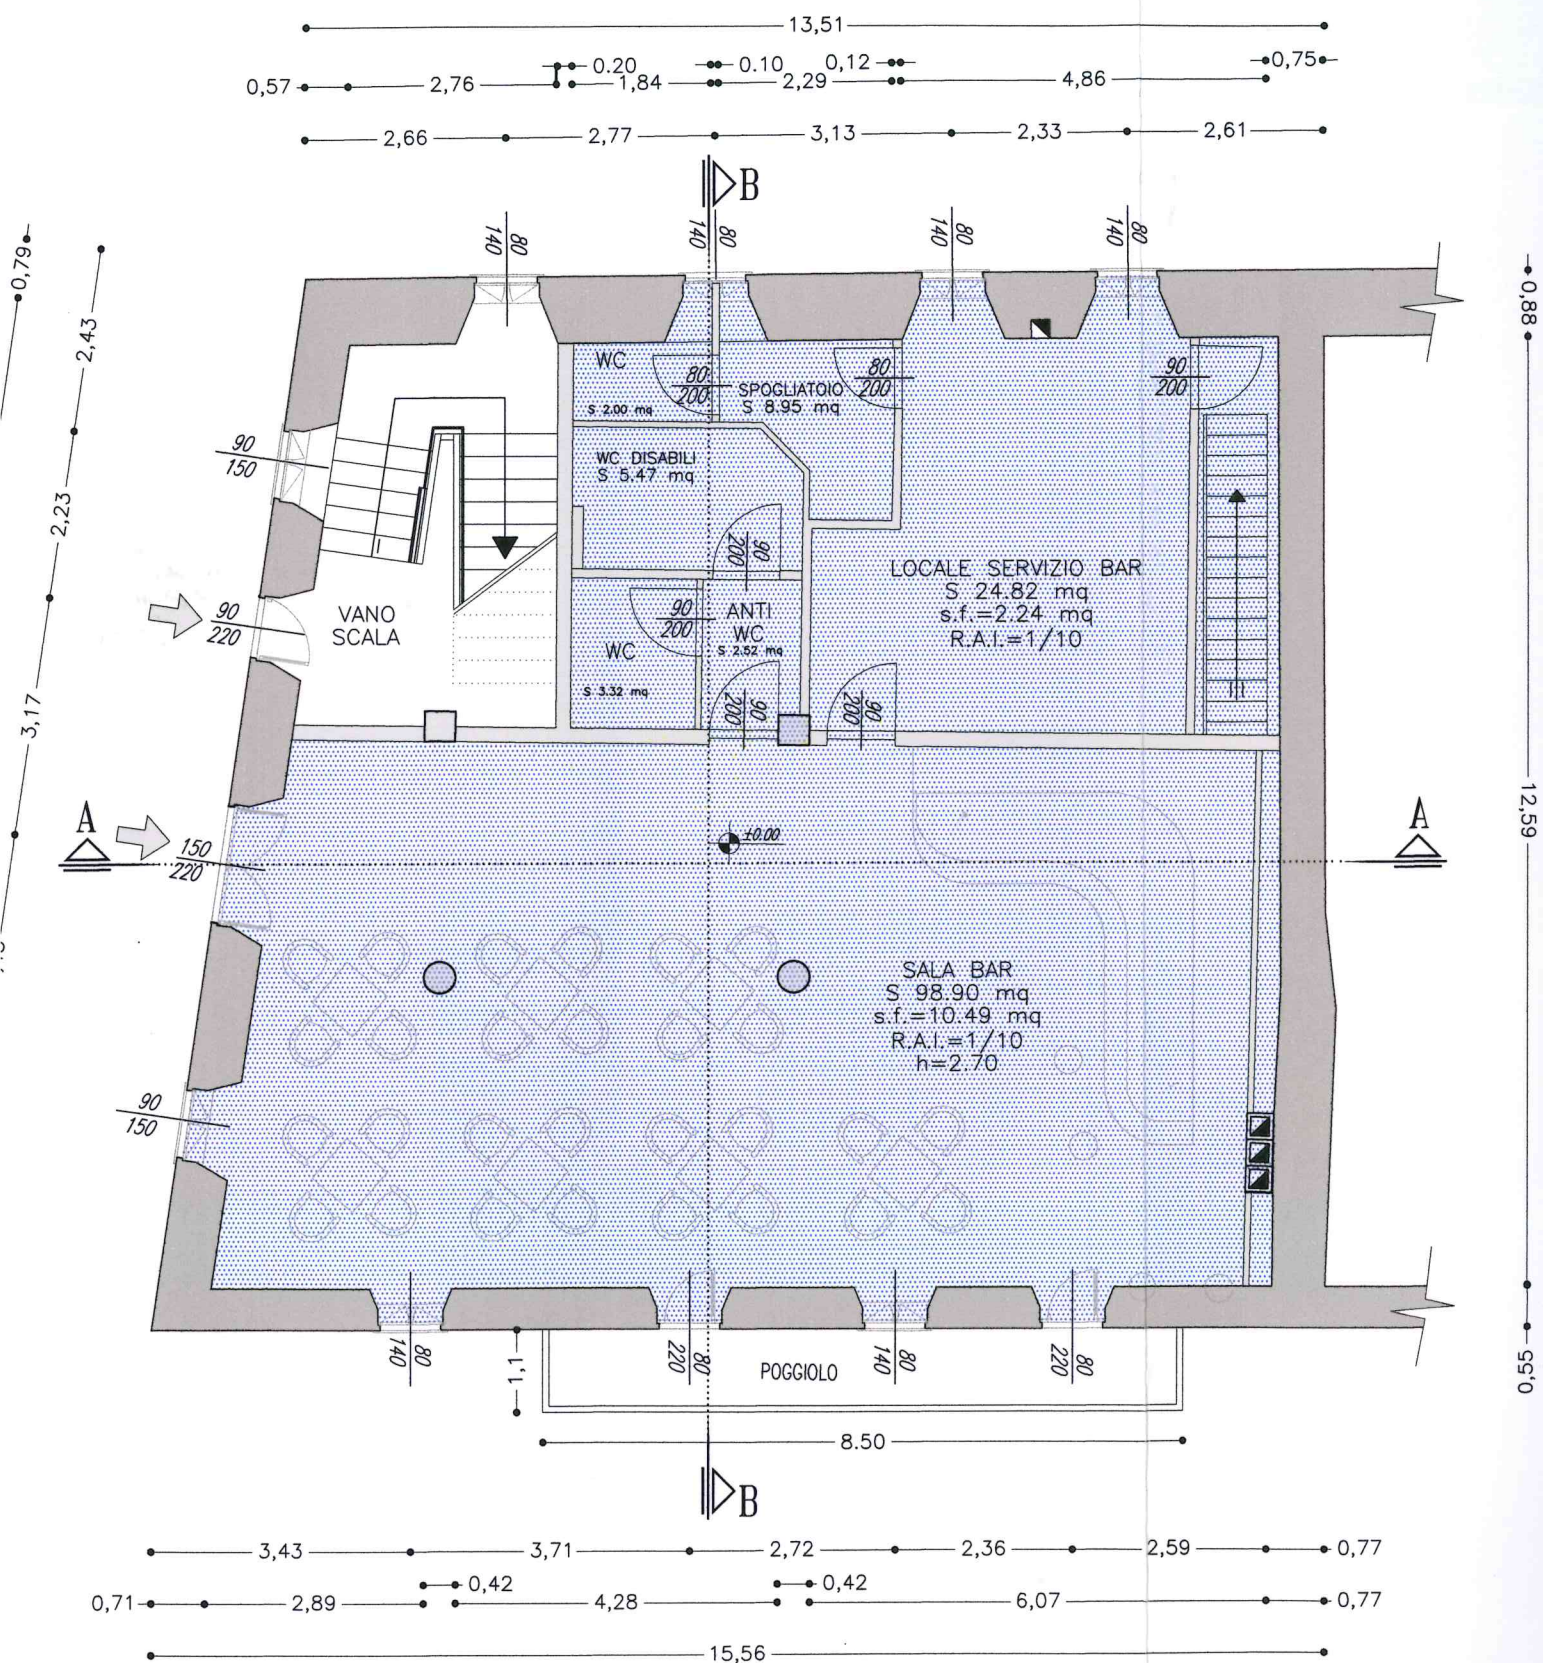 13,51
0.20 0.10 0,12 0,75
0,57 2,76 1,84 2,29 4,86
2,66 2,77 3,13 2,33 2,61
B
80
140
80
140
80
140
80
140
0,79
2,43
2,23
3,17
0,88
12,59
0,55
WC
S 2.00 mq
80
200
SPOGLIATOIO
S 8.95 mq
80
200
90
200
90
150
WC DISABILI
S 5.47 mq
90
200
LOCALE SERVIZIO BAR
S 24.82 mq
s.f.=2.24 mq
R.A.I.=1/10
90
220
VANO
SCALA
WC
S 3.32 mq
90
200
ANTI
WC
S 2.52 mq
90
200
90
200
A
150
220
±0.00
A
SALA BAR
S 98.90 mq
s.f.=10.49 mq
R.A.I.=1/10
h=2.70
90
150
80
140
80
220
80
140
80
220
1,1
POGGIOLO
8.50
B
3,43 3,71 2,72 2,36 2,59 0,77
0,42 0,42
0,71 2,89 4,28 6,07 0,77
15,56